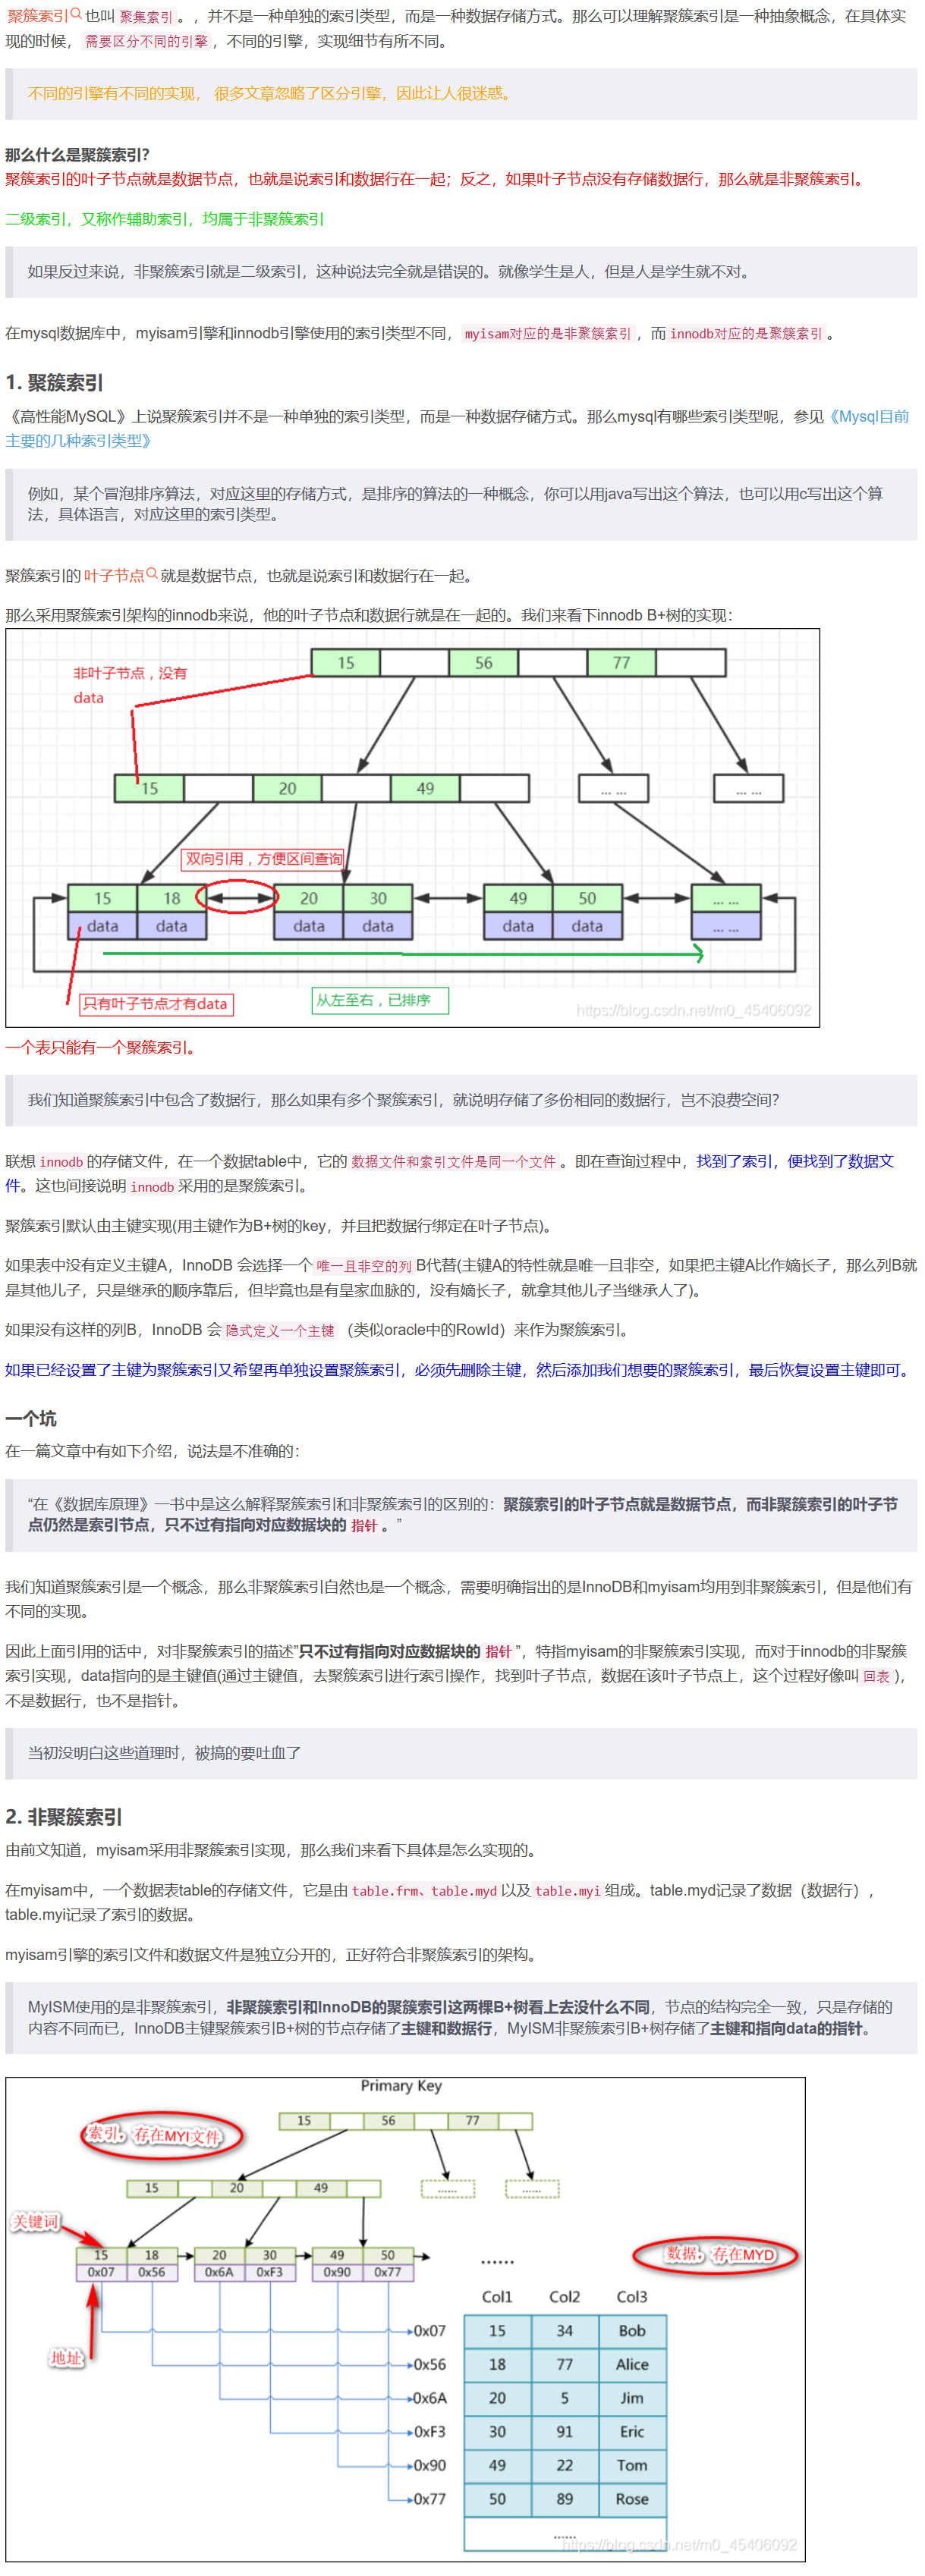 聚簇索引 也叫 聚集索引 。，并不是一种单独的索引类型，而是一种数据存储方式。那么可以理解聚簇索引是一种抽象概念，在具体实
现的时候， 需要区分不同的引擎 ，不同的引擎，实现细节有所不同。
不同的引擎有不同的实现， 很多文章忽略了区分引擎，因此让人很迷惑。
那么什么是聚簇索引？
聚簇索引的叶子节点就是数据节点，也就是说索引和数据行在一起；反之，如果叶子节点没有存储数据行，那么就是非聚簇索引。
二级索引，又称作辅助索引，均属于非聚簇索引
如果反过来说，非聚簇索引就是二级索引，这种说法完全就是错误的。就像学生是人，但是人是学生就不对。
在mysql数据库中，myisam引擎和innodb引擎使用的索引类型不同， myisam对应的是非聚簇索引 ，而 innodb对应的是聚簇索引 。
1. 聚簇索引
《高性能MySQL》上说聚簇索引并不是一种单独的索引类型，而是一种数据存储方式。那么mysql有哪些索引类型呢，参见《Mysql目前
主要的几种索引类型》
例如，某个冒泡排序算法，对应这里的存储方式，是排序的算法的一种概念，你可以用java写出这个算法，也可以用c写出这个算
法，具体语言，对应这里的索引类型。
聚簇索引的 叶子节点 就是数据节点，也就是说索引和数据行在一起。
那么采用聚簇索引架构的innodb来说，他的叶子节点和数据行就是在一起的。我们来看下innodb B+树的实现：
15 56 77
非叶子节点，没有
data
15 20 49 ... ... ... ...
双向引用，方便区间查询
15 18 20 30 49 50 ... ...
data data data data data data ... ...
只有叶子节点才有data
从左至右，已排序
https://blog.csdn.net/m0_45406092
一个表只能有一个聚簇索引。
我们知道聚簇索引中包含了数据行，那么如果有多个聚簇索引，就说明存储了多份相同的数据行，岂不浪费空间？
联想 innodb 的存储文件，在一个数据table中，它的 数据文件和索引文件是同一个文件 。即在查询过程中，找到了索引，便找到了数据文
件。这也间接说明 innodb 采用的是聚簇索引。
聚簇索引默认由主键实现(用主键作为B+树的key，并且把数据行绑定在叶子节点)。
如果表中没有定义主键A，InnoDB 会选择一个 唯一且非空的列 B代替(主键A的特性就是唯一且非空，如果把主键A比作嫡长子，那么列B就
是其他儿子，只是继承的顺序靠后，但毕竟也是有皇家血脉的，没有嫡长子，就拿其他儿子当继承人了)。
如果没有这样的列B，InnoDB 会 隐式定义一个主键 （类似oracle中的RowId）来作为聚簇索引。
如果已经设置了主键为聚簇索引又希望再单独设置聚簇索引，必须先删除主键，然后添加我们想要的聚簇索引，最后恢复设置主键即可。
一个坑
在一篇文章中有如下介绍，说法是不准确的：
“在《数据库原理》一书中是这么解释聚簇索引和非聚簇索引的区别的：聚簇索引的叶子节点就是数据节点，而非聚簇索引的叶子节
点仍然是索引节点，只不过有指向对应数据块的 指针 。”
我们知道聚簇索引是一个概念，那么非聚簇索引自然也是一个概念，需要明确指出的是InnoDB和myisam均用到非聚簇索引，但是他们有
不同的实现。
因此上面引用的话中，对非聚簇索引的描述”只不过有指向对应数据块的 指针 ”，特指myisam的非聚簇索引实现，而对于innodb的非聚簇
索引实现，data指向的是主键值(通过主键值，去聚簇索引进行索引操作，找到叶子节点，数据在该叶子节点上，这个过程好像叫 回表 )，
不是数据行，也不是指针。
当初没明白这些道理时，被搞的要吐血了
2. 非聚簇索引
由前文知道，myisam采用非聚簇索引实现，那么我们来看下具体是怎么实现的。
在myisam中，一个数据表table的存储文件，它是由 table.frm、table.myd 以及 table.myi 组成。table.myd记录了数据（数据行），
table.myi记录了索引的数据。
myisam引擎的索引文件和数据文件是独立分开的，正好符合非聚簇索引的架构。
MyISM使用的是非聚簇索引，非聚簇索引和InnoDB的聚簇索引这两棵B+树看上去没什么不同，节点的结构完全一致，只是存储的
内容不同而已，InnoDB主键聚簇索引B+树的节点存储了主键和数据行，MyISM非聚簇索引B+树存储了主键和指向data的指针。
Primary Key
15 56 77
索引．存在MYI文件
15 20 49 ...... ......
关键词
15 18 20 30 49 50
0x07 0x56 0x6A 0xF3 0x90 0x77
......
数据．存在MYD
地址
Col1 Col2 Col3
0x07 15 34 Bob
0x56 18 77 Alice
0x6A 20 5 Jim
0xF3 30 91 Eric
0x90 49 22 Tom
0x77 50 89 Rose
......
https://blog.csdn.net/m0_45406092